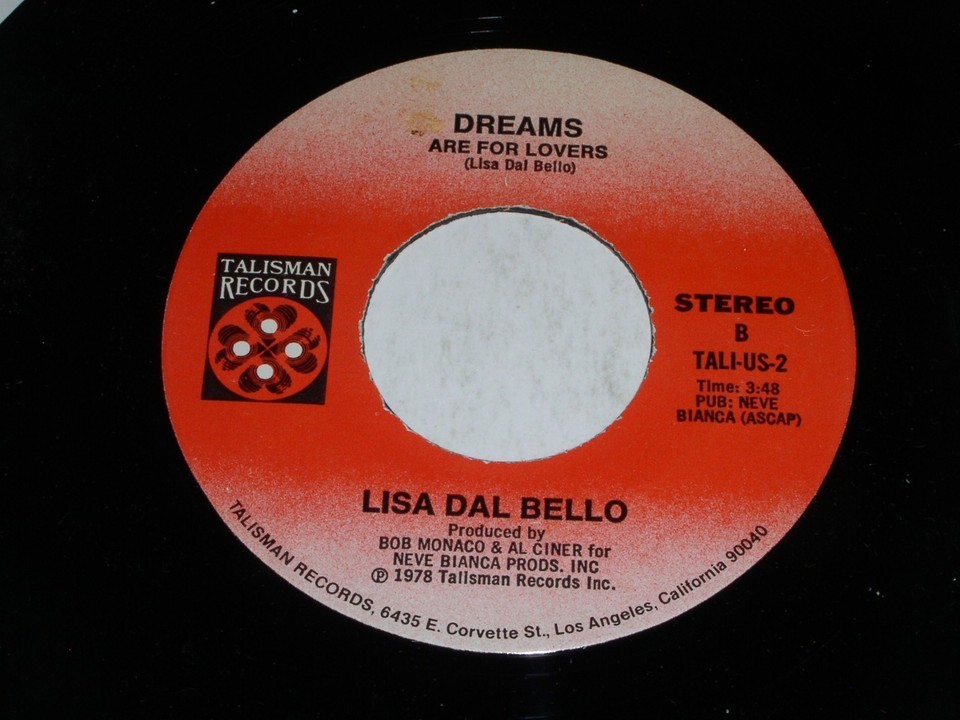 DREAMS
ARE FOR LOVERS
(Lisa Dal Bello)
TALISMAN
RECORDS
STEREO
B
TALI-US-2
Time: 3:48
PUB: NEVE
BIANCA (ASCAP)
LISA DAL BELLO
Produced by
BOB MONACO & AL CINER for
NEVE BIANCA PRODS. INC
℗ 1978 Talisman Records Inc.
TALISMAN RECORDS, 6435 E. Corvette St., Los Angeles, California 90040